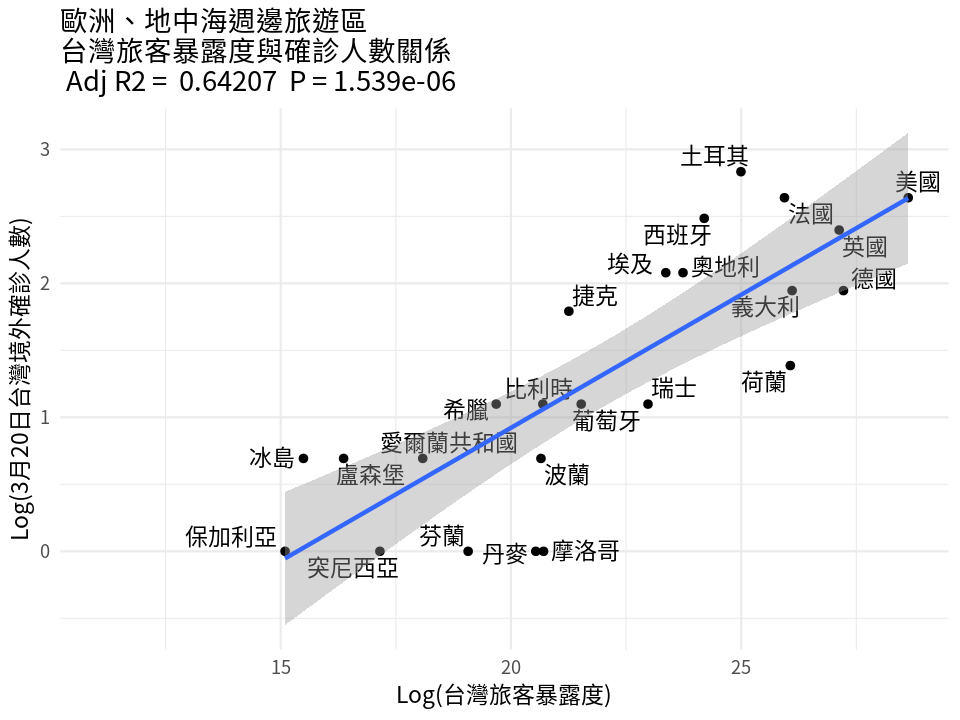 歐洲、地中海週邊旅遊區
台灣旅客暴露度與確診人數關係
Adj R2 = 0.64207 P = 1.539e-06
Log(3月20日台灣境外確診人數)
3
2
1
0
土耳其
美國
法國
西班牙
英國
埃及
奧地利
德國
捷克
義大利
荷蘭
比利時
瑞士
希臘
葡萄牙
愛爾蘭共和國
冰島
盧森堡
波蘭
保加利亞
芬蘭
丹麥
摩洛哥
突尼西亞
15
20
25
Log(台灣旅客暴露度)